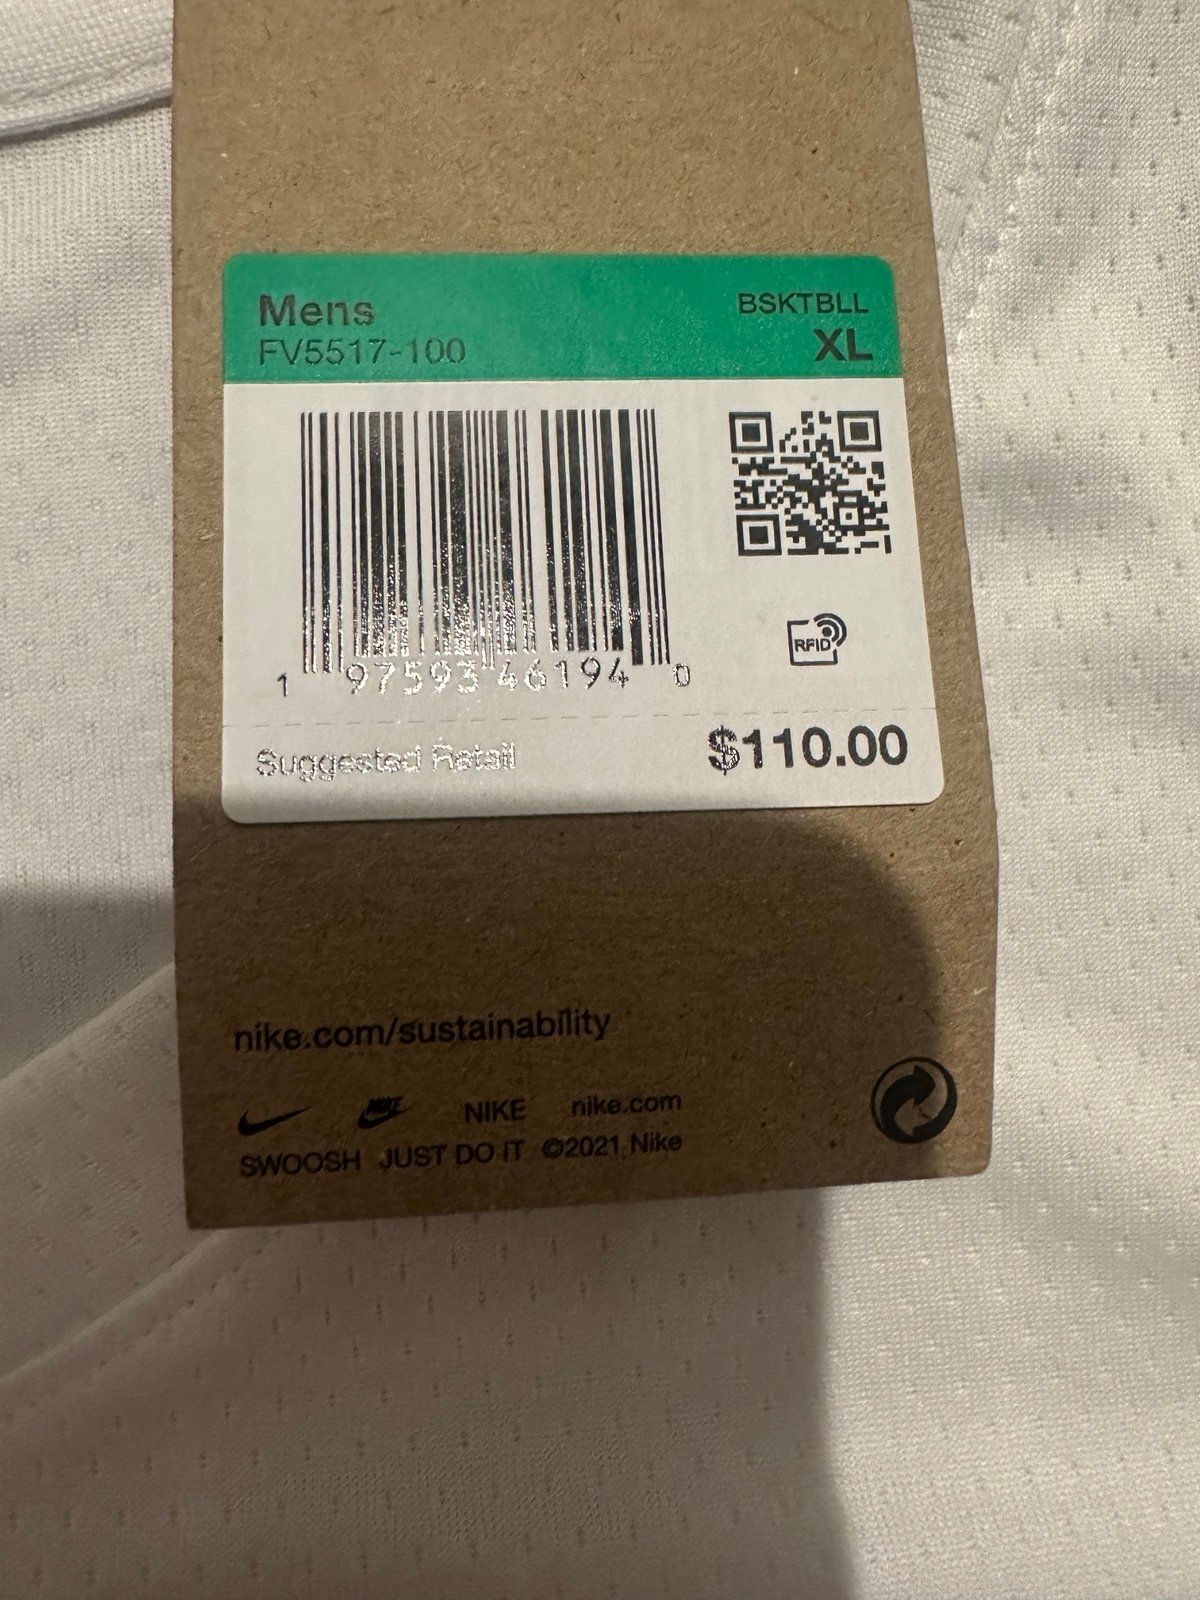 Mens
FV5517-100
BSKTBLL
XL
RFID
1 97593 46194 0
Suggested Retail $110.00
nike.com/sustainability
NIKE NIKE nike.com
SWOOSH JUST DO IT ©2021 Nike